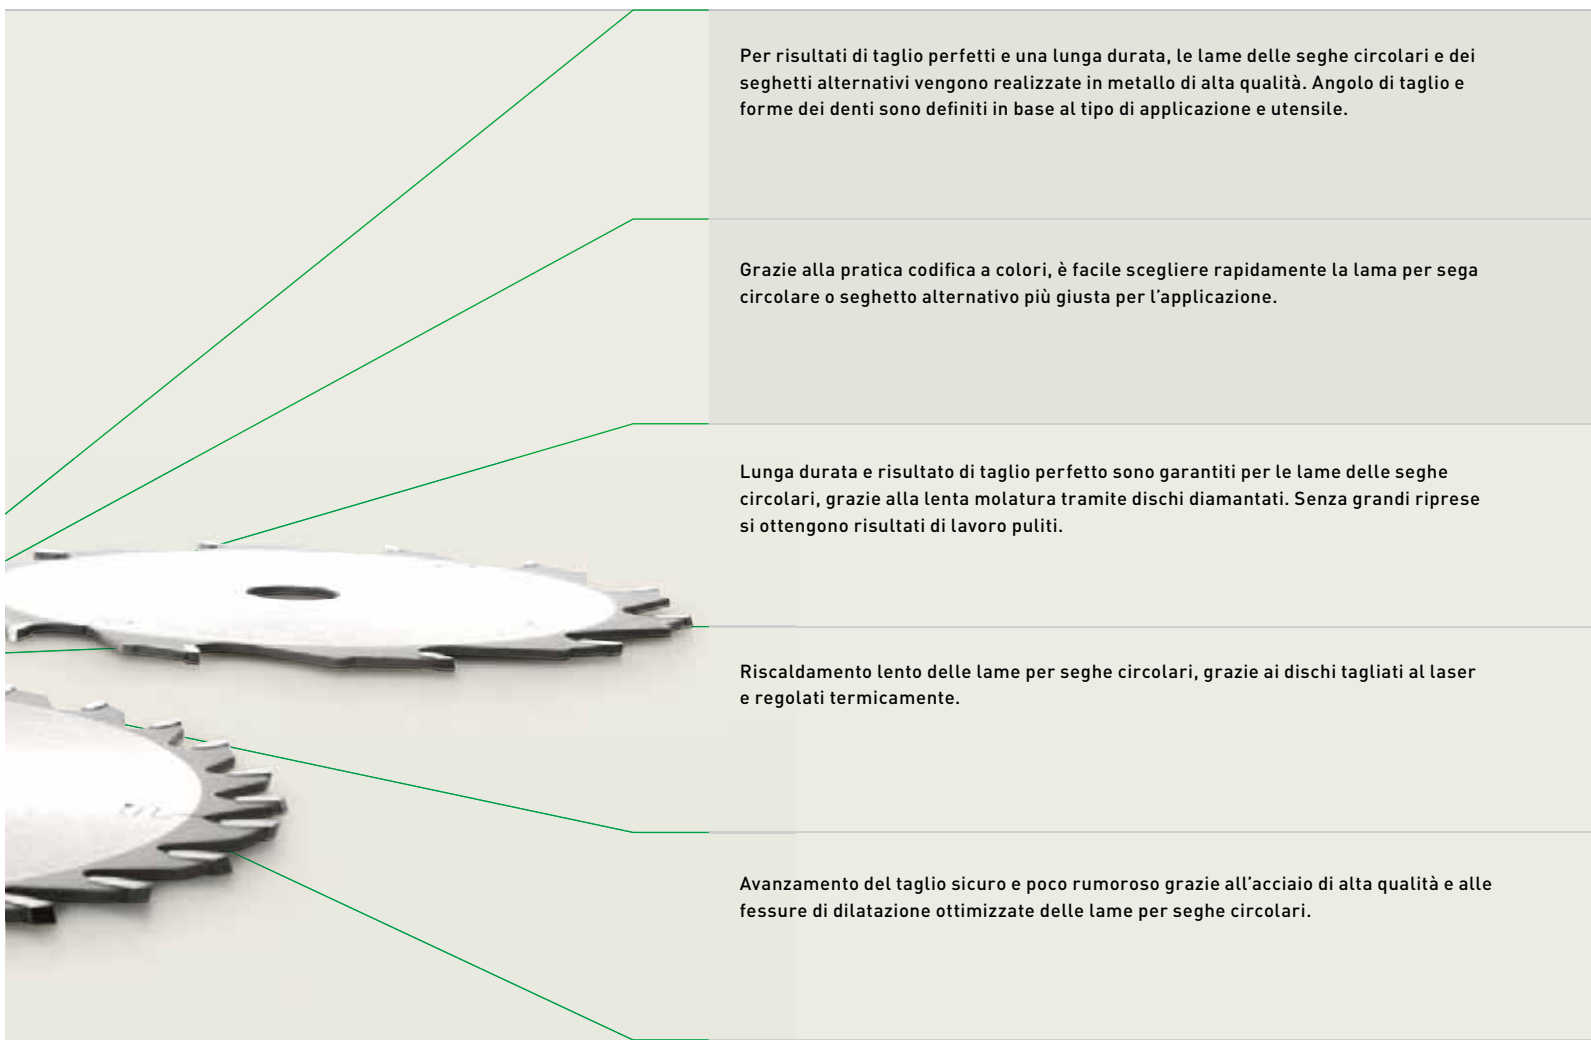 Per risultati di taglio perfetti e una lunga durata, le lame delle seghe circolari e dei
seghetti alternativi vengono realizzate in metallo di alta qualità. Angolo di taglio e
forme dei denti sono definiti in base al tipo di applicazione e utensile.
Grazie alla pratica codifica a colori, è facile scegliere rapidamente la lama per sega
circolare o seghetto alternativo più giusta per l'applicazione.
Lunga durata e risultato di taglio perfetto sono garantiti per le lame delle seghe
circolari, grazie alla lenta molatura tramite dischi diamantati. Senza grandi riprese
si ottengono risultati di lavoro puliti.
Riscaldamento lento delle lame per seghe circolari, grazie ai dischi tagliati al laser
e regolati termicamente.
Avanzamento del taglio sicuro e poco rumoroso grazie all'acciaio di alta qualità e alle
fessure di dilatazione ottimizzate delle lame per seghe circolari.